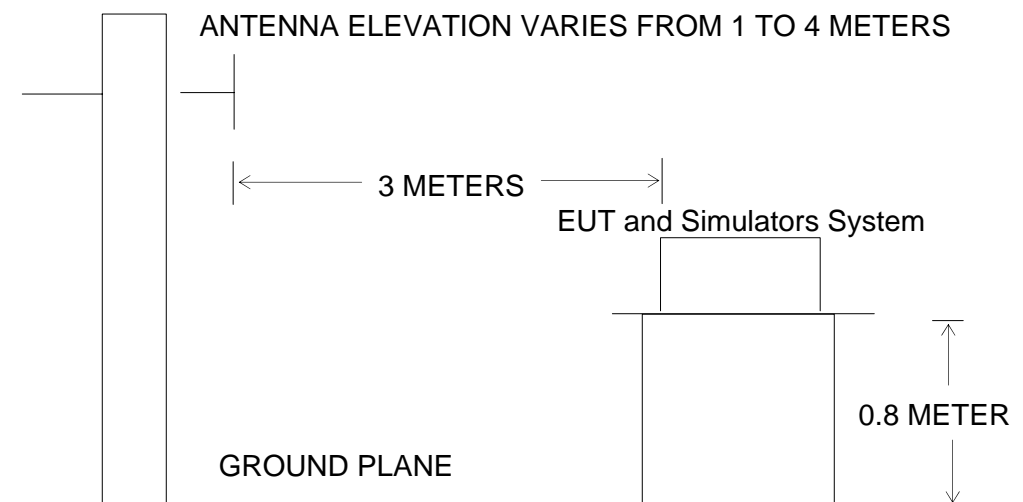 ANTENNA ELEVATION VARIES FROM 1 TO 4 METERS
3 METERS
EUT and Simulators System
0.8 METER
GROUND PLANE